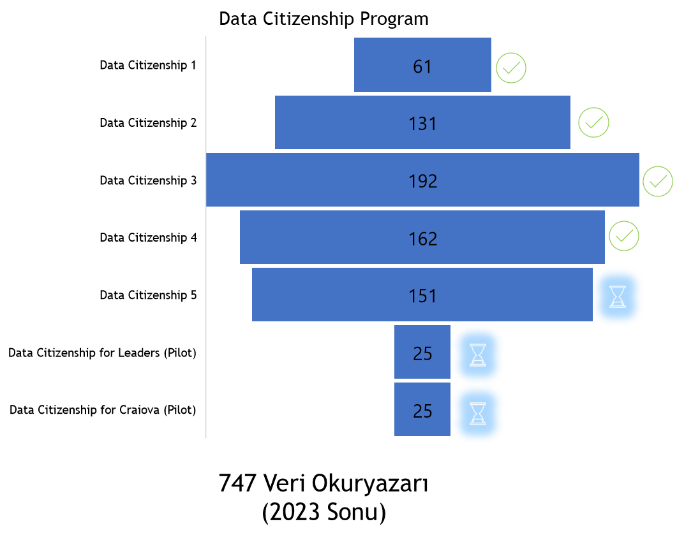 Data Citizenship Program
Data Citizenship 1
61
Data Citizenship 2
131
Data Citizenship 3
192
Data Citizenship 4
162
Data Citizenship 5
151
Data Citizenship for Leaders (Pilot)
25
Data Citizenship for Craiova (Pilot)
25
747 Veri Okuryazarı
(2023 Sonu)